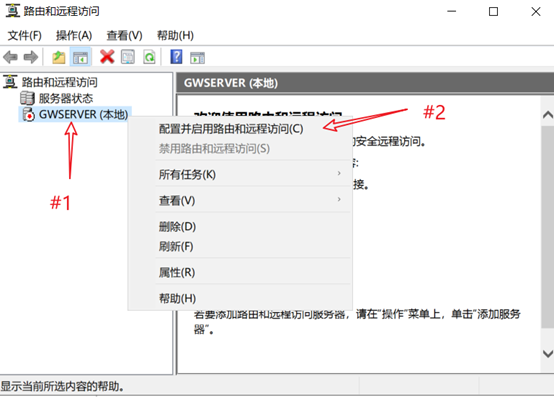 路由和远程访问
文件(F) 操作(A) 查看(V) 帮助(H)
路由和远程访问
服务器状态
GWSERVER (本地)
#1
GWSERVER (本地)
#2
配置并启用路由和远程访问(C)
禁用路由和远程访问(S)
所有任务(K)
查看(V)
删除(D)
刷新(F)
属性(R)
帮助(H)
欢迎使用路由和远程访问
的安全远程访问。
容:
接。
若要添加路由和远程访问服务器，请在“操作”菜单上，单击“添加服务
器”。
显示当前所选内容的帮助。